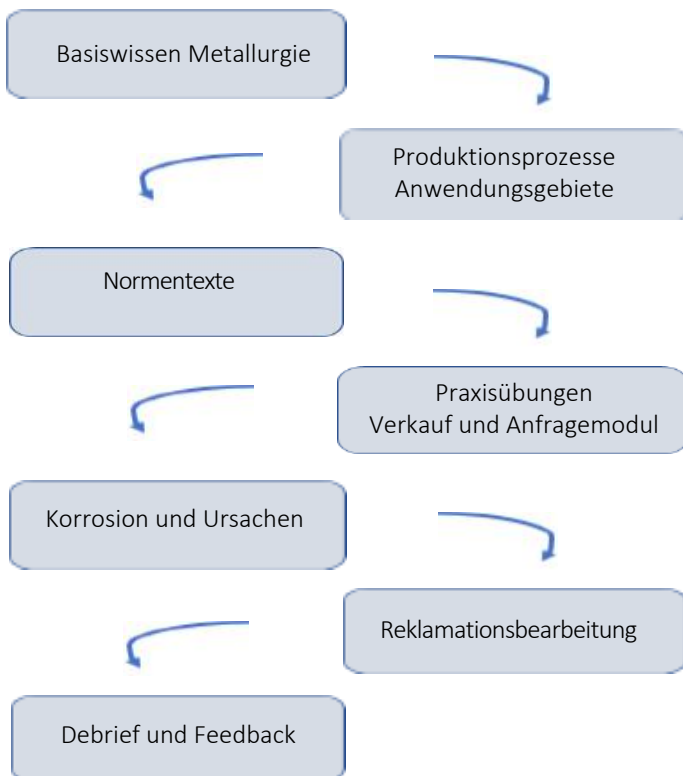 Basiswissen Metallurgie
Produktionsprozesse
Anwendungsgebiete
Normentexte
Praxisübungen
Verkauf und Anfragemodul
Korrosion und Ursachen
Reklamationsbearbeitung
Debrief und Feedback